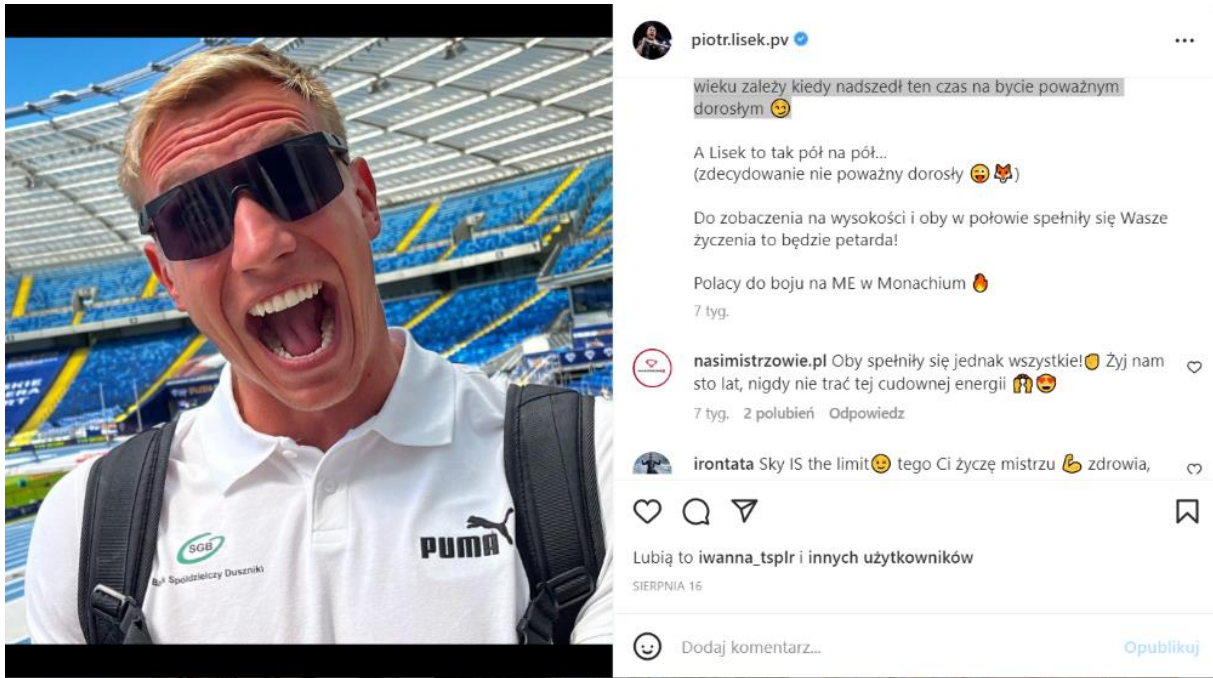 piotr.lisek.pv
wieku zależy kiedy nadszedł ten czas na bycie poważnym
dorosłym 😏
A Lisek to tak pół na pół...
(zdecydowanie nie poważny dorosły 😜🦊)
Do zobaczenia na wysokości i oby w połowie spełniły się Wasze
życzenia to będzie petarda!
Polacy do boju na ME w Monachium 🔥
7 tyg.
nasimistrzowie.pl Oby spełniły się jednak wszystkie!✊ Żyj nam
sto lat, nigdy nie trać tej cudownej energii 🙌😍
7 tyg. 2 polubień Odpowiedz
irontata Sky IS the limit😉 tego Ci życzę mistrzu 💪 zdrowia,
Lubią to iwanna_tsplr i innych użytkowników
SIERPNIA 16
Dodaj komentarz...
Opublikuj
SGB
Bank Spółdzielczy Duszniki
PUMA